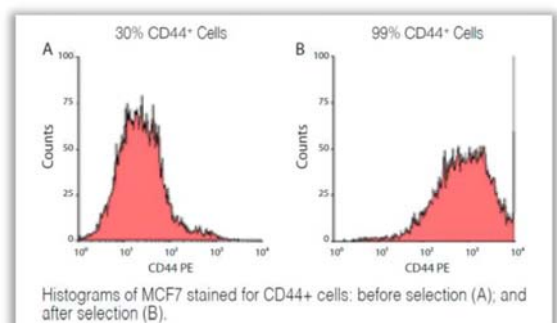 30% CD44⁺ Cells
99% CD44⁺ Cells
A
100
75
50
25
0
Counts
10⁰ 10¹ 10² 10³ 10⁴
CD44 PE
B
100
75
50
25
0
Counts
10⁰ 10¹ 10² 10³ 10⁴
CD44 PE
Histograms of MCF7 stained for CD44+ cells: before selection (A); and
after selection (B).